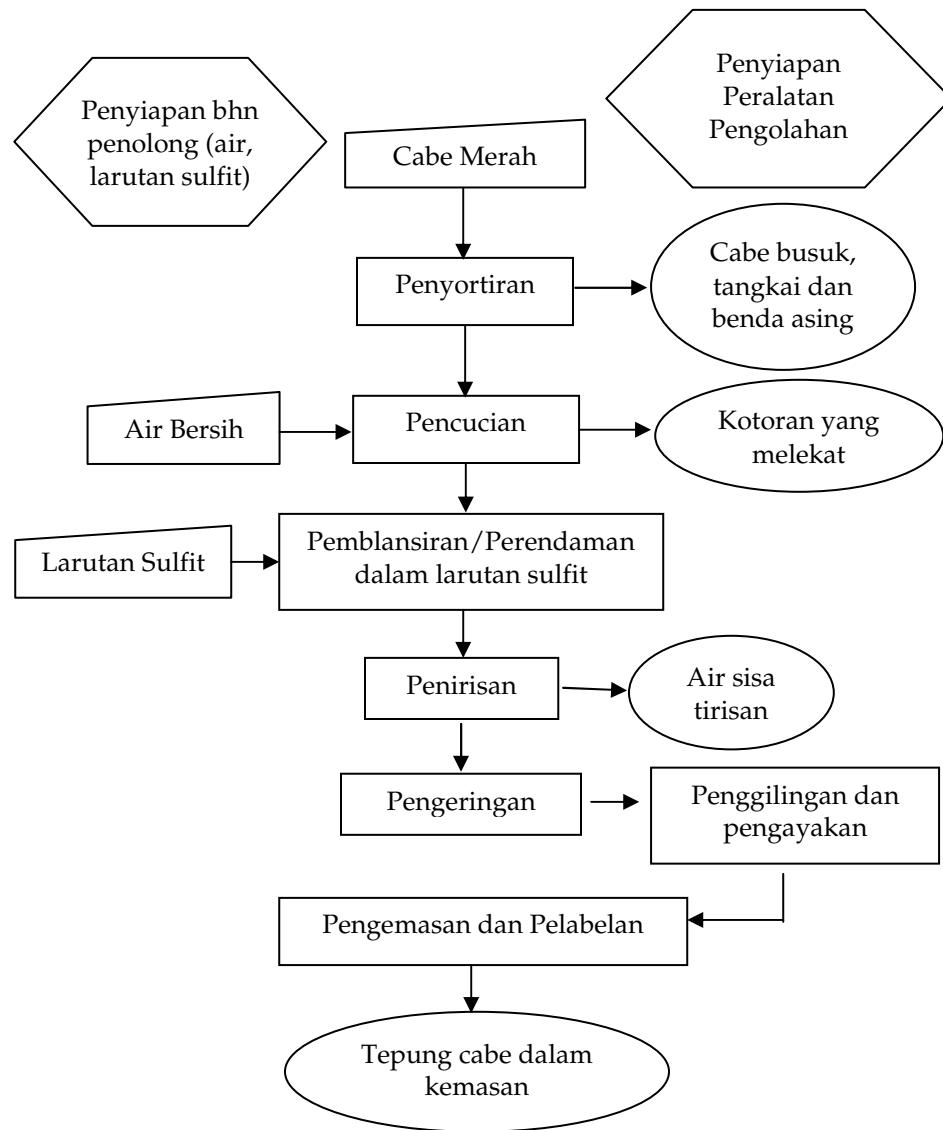 Penyiapan bhn
penolong (air,
larutan sulfit)
Penyiapan
Peralatan
Pengolahan
Cabe Merah
Penyortiran
Cabe busuk,
tangkai dan
benda asing
Air Bersih
Pencucian
Kotoran yang
melekat
Larutan Sulfit
Pemblansiran/Perendaman
dalam larutan sulfit
Penirisan
Air sisa
tirisan
Pengeringan
Penggilingan dan
pengayakan
Pengemasan dan Pelabelan
Tepung cabe dalam
kemasan